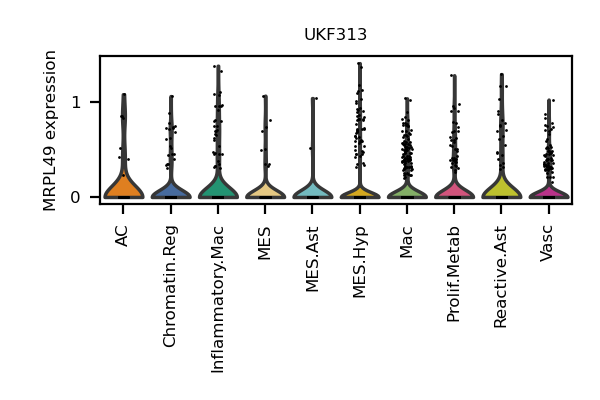 UKF313
MRPL49 expression
1
0
AC
Chromatin.Reg
Inflammatory.Mac
MES
MES.Ast
MES.Hyp
Mac
Prolif.Metab
Reactive.Ast
Vasc